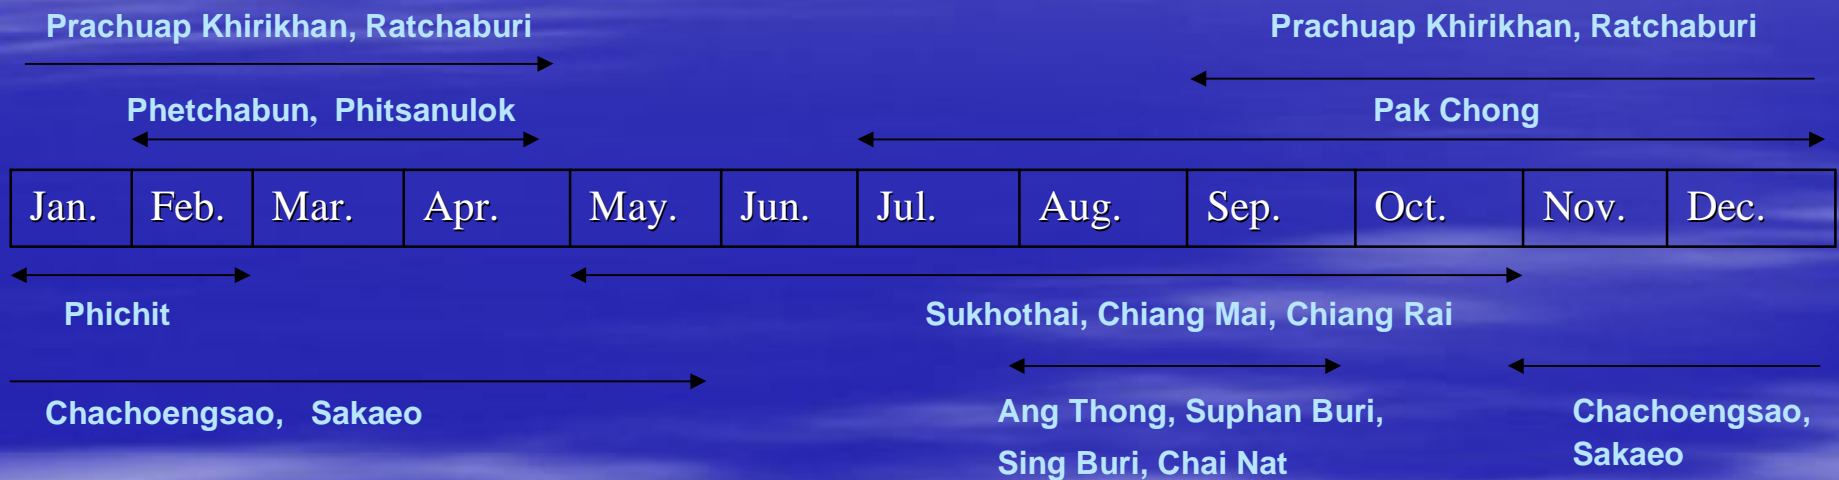 Prachuap Khirikhan, Ratchaburi
Prachuap Khirikhan, Ratchaburi
Phetchabun, Phitsanulok
Pak Chong
Jan. Feb. Mar. Apr. May. Jun. Jul. Aug. Sep. Oct. Nov. Dec.
Phichit
Sukhothai, Chiang Mai, Chiang Rai
Chachoengsao, Sakaeo
Ang Thong, Suphan Buri,
Sing Buri, Chai Nat
Chachoengsao,
Sakaeo